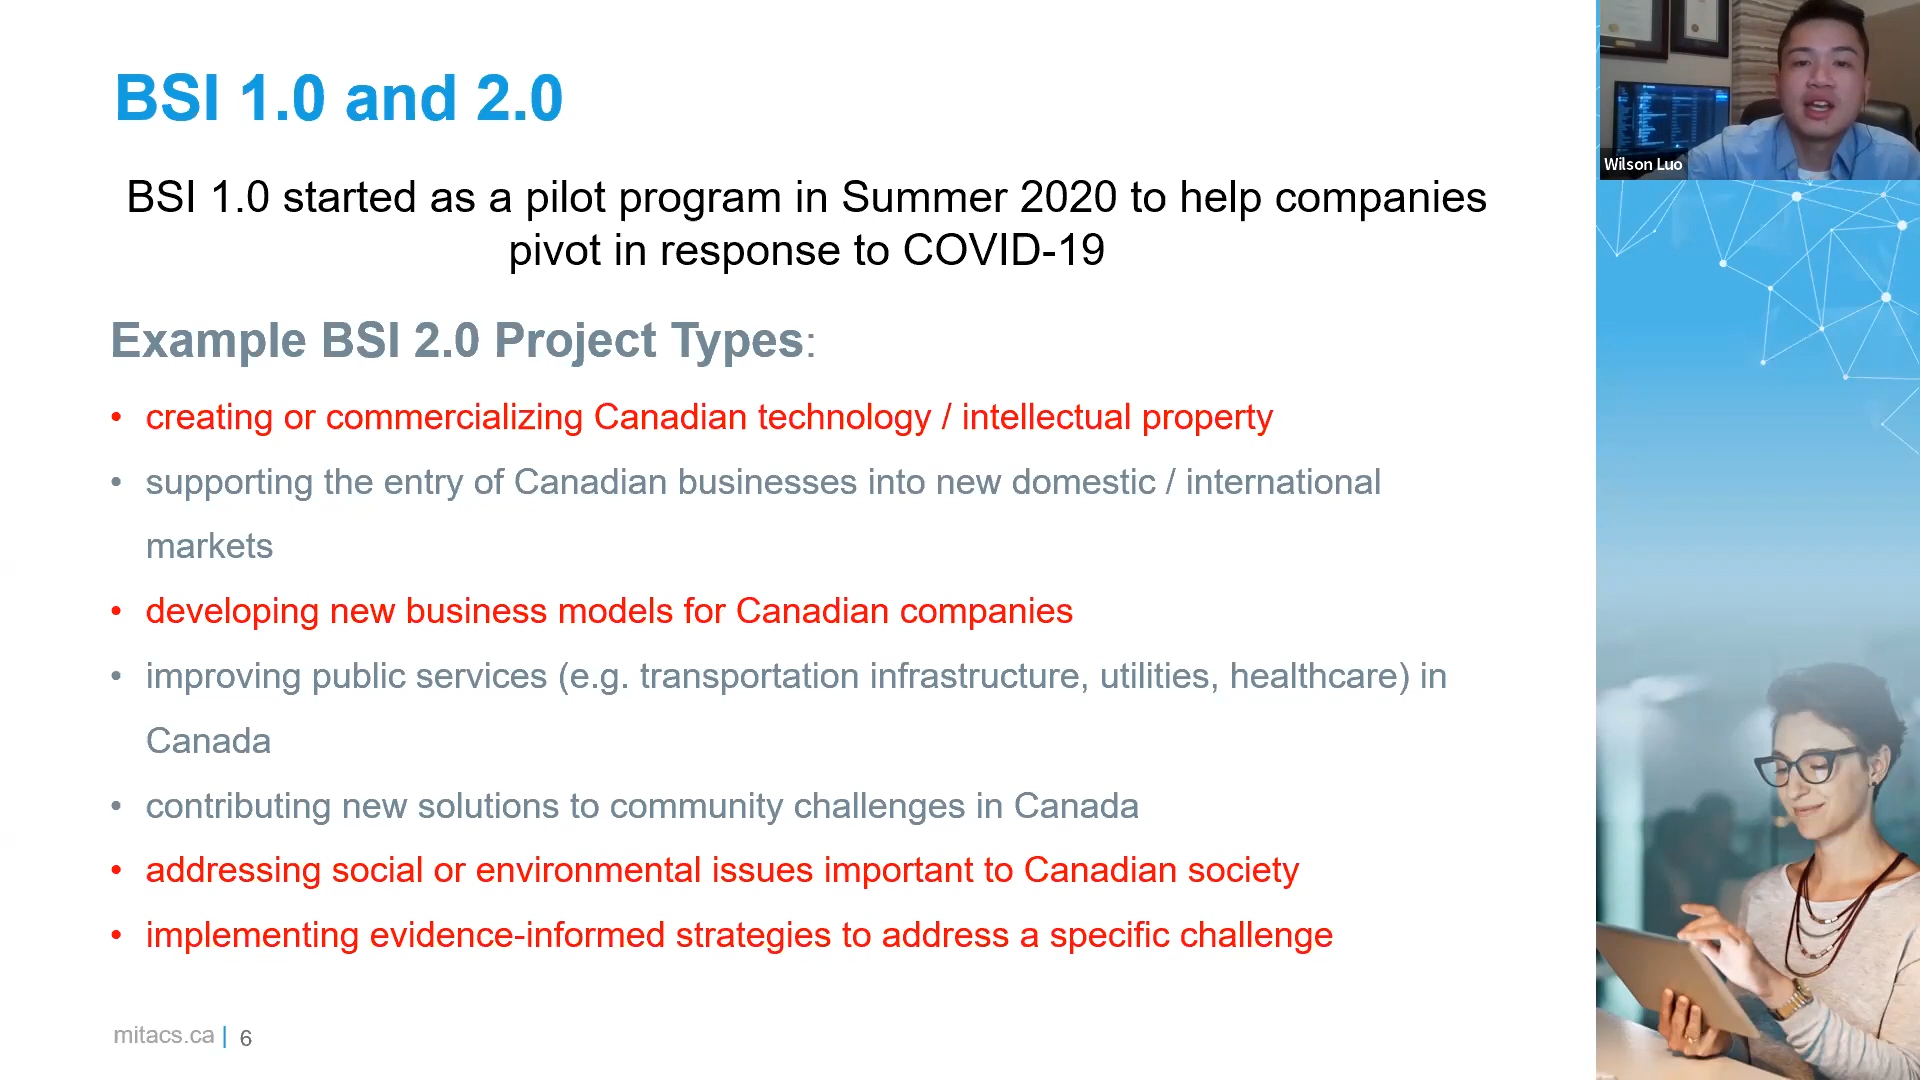 BSI 1.0 and 2.0
BSI 1.0 started as a pilot program in Summer 2020 to help companies
pivot in response to COVID-19
Example BSI 2.0 Project Types:
• creating or commercializing Canadian technology / intellectual property
• supporting the entry of Canadian businesses into new domestic / international
markets
• developing new business models for Canadian companies
• improving public services (e.g. transportation infrastructure, utilities, healthcare) in
Canada
• contributing new solutions to community challenges in Canada
• addressing social or environmental issues important to Canadian society
• implementing evidence-informed strategies to address a specific challenge
mitacs.ca | 6
Wilson Luo